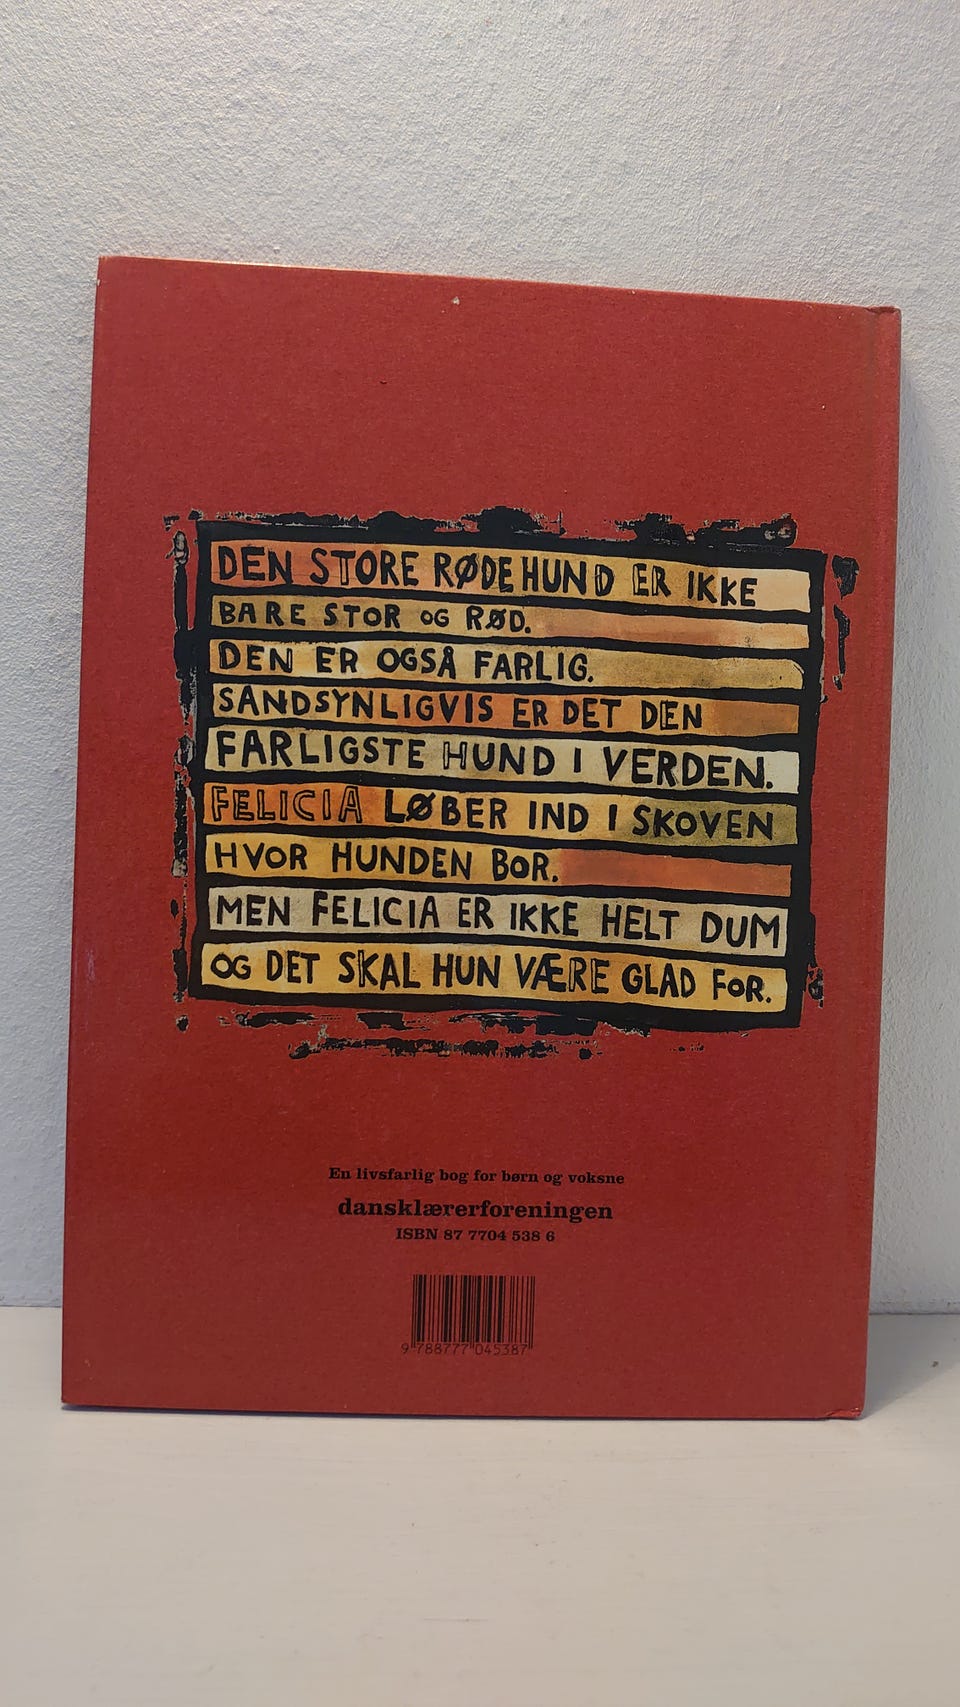 DEN STORE RØDE HUND ER IKKE
BARE STOR OG RØD.
DEN ER OGSÅ FARLIG.
SANDSYNLIGVIS ER DET DEN
FARLIGSTE HUND I VERDEN.
FELICIA LØBER IND I SKOVEN
HVOR HUNDEN BOR.
MEN FELICIA ER IKKE HELT DUM
OG DET SKAL HUN VÆRE GLAD FOR.
En livsfarlig bog for børn og voksne
dansklærerforeningen
ISBN 87 7704 538 6
9 788777 045387